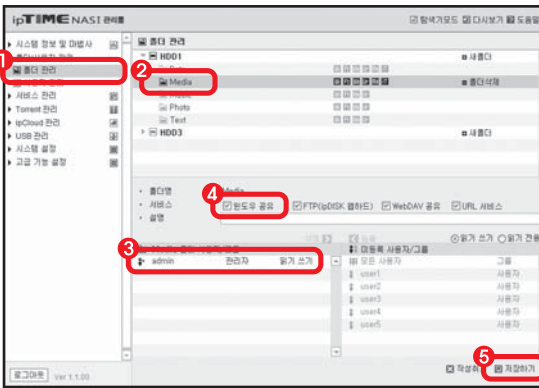 ipTIME NASI 관리툴
탐색기모드 다시보기 도움말
시스템 정보 및 마법사
폴더 관리
서비스 관리
Torrent 관리
ipCloud 관리
USB 관리
시스템 설정
고급 기능 설정
로그아웃 Ver 1.1.00
1
폴더 관리
HDD1 새폴더
2
Media 폴더삭제
Photo
Text
HDD3 새폴더
폴더명 Media
4
서비스 윈도우 공유 FTP(ipDISK 웹하드) WebDAV 공유 URL 서비스
설명
읽기 쓰기 읽기 전용
3
미등록 사용자/그룹
admin 관리자 읽기 쓰기
모든 사용자 그룹
user1 사용자
user2 사용자
user3 사용자
user4 사용자
user5 사용자
5
저장하기